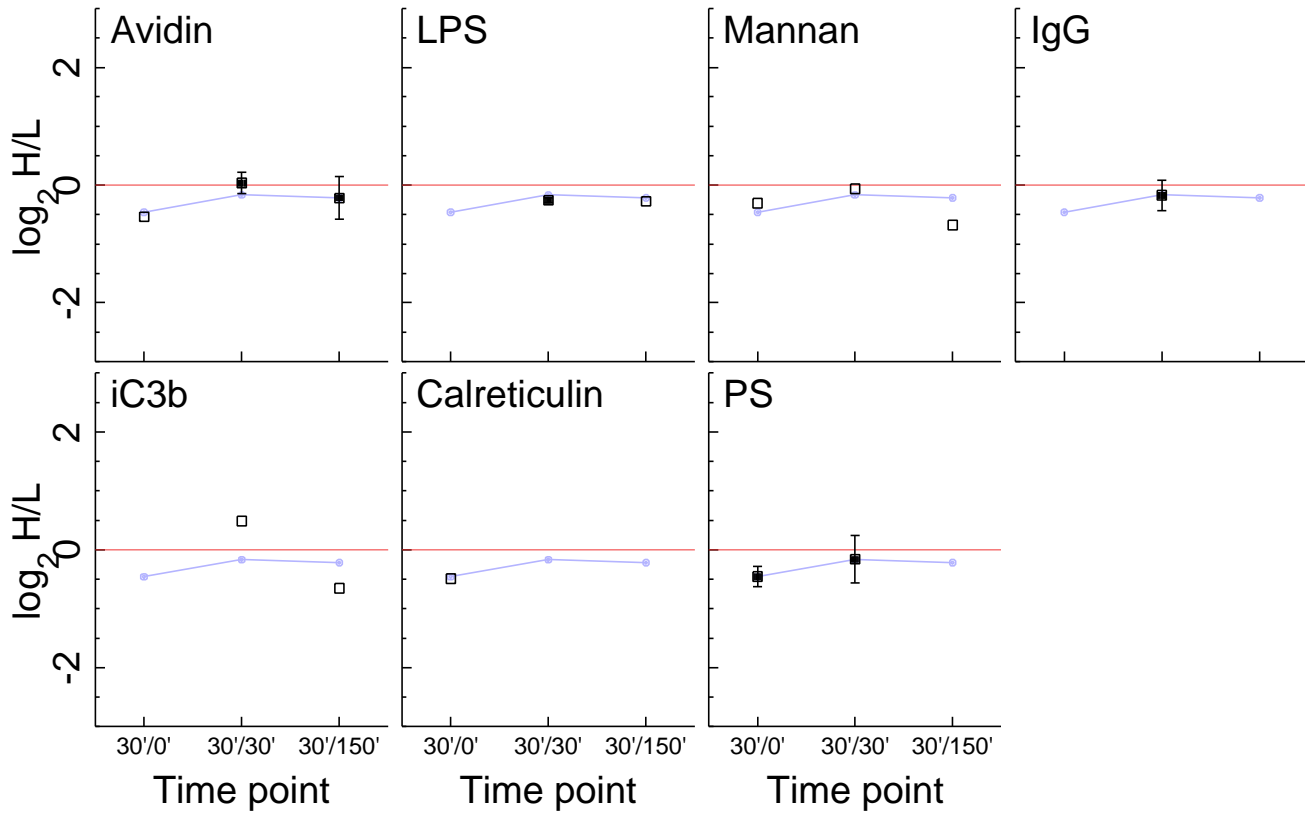 Avidin LPS Mannan IgG
2
0
-2
log2 H/L
iC3b Calreticulin PS
2
0
-2
log2 H/L
30'/0' 30'/30' 30'/150' 30'/0' 30'/30' 30'/150' 30'/0' 30'/30' 30'/150'
Time point Time point Time point